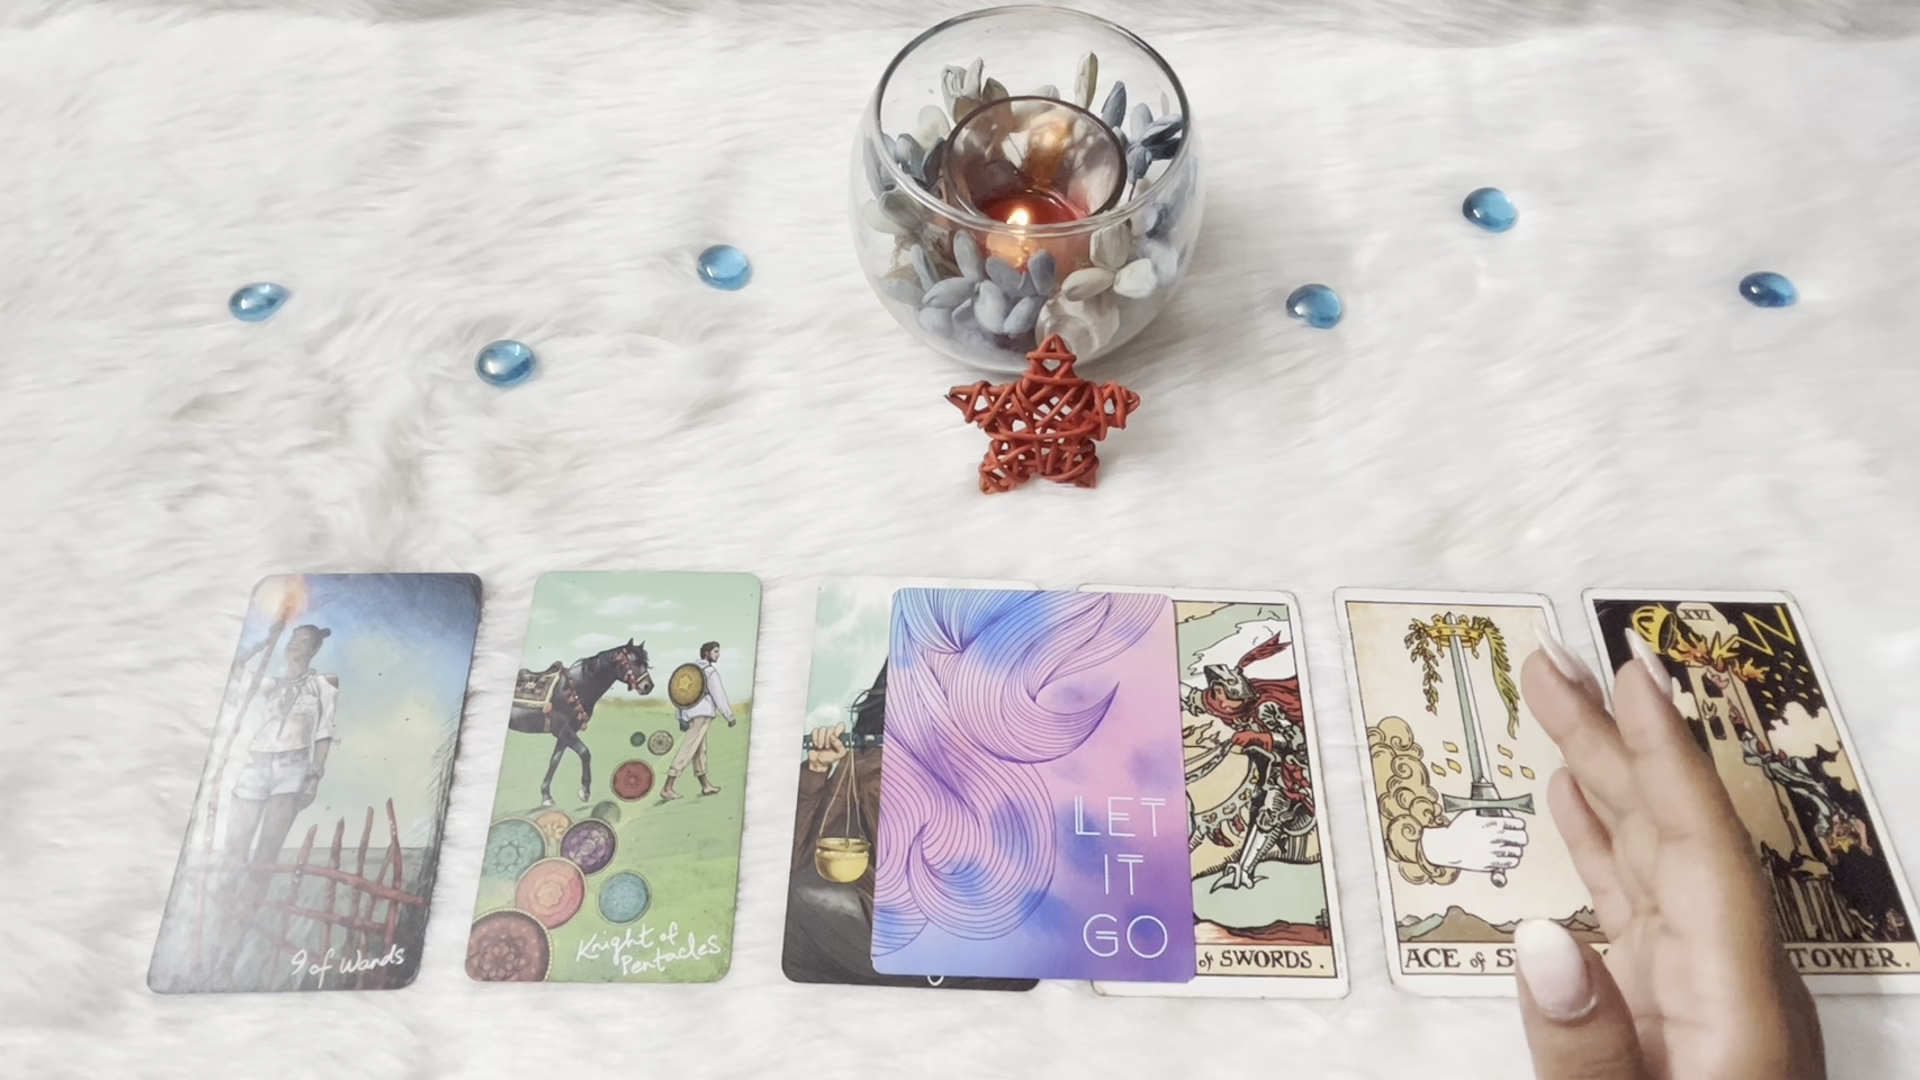 9 of Wands
Knight of
Pentacles
LET
IT
GO
of SWORDS.
ACE of
XVI
TOWER.